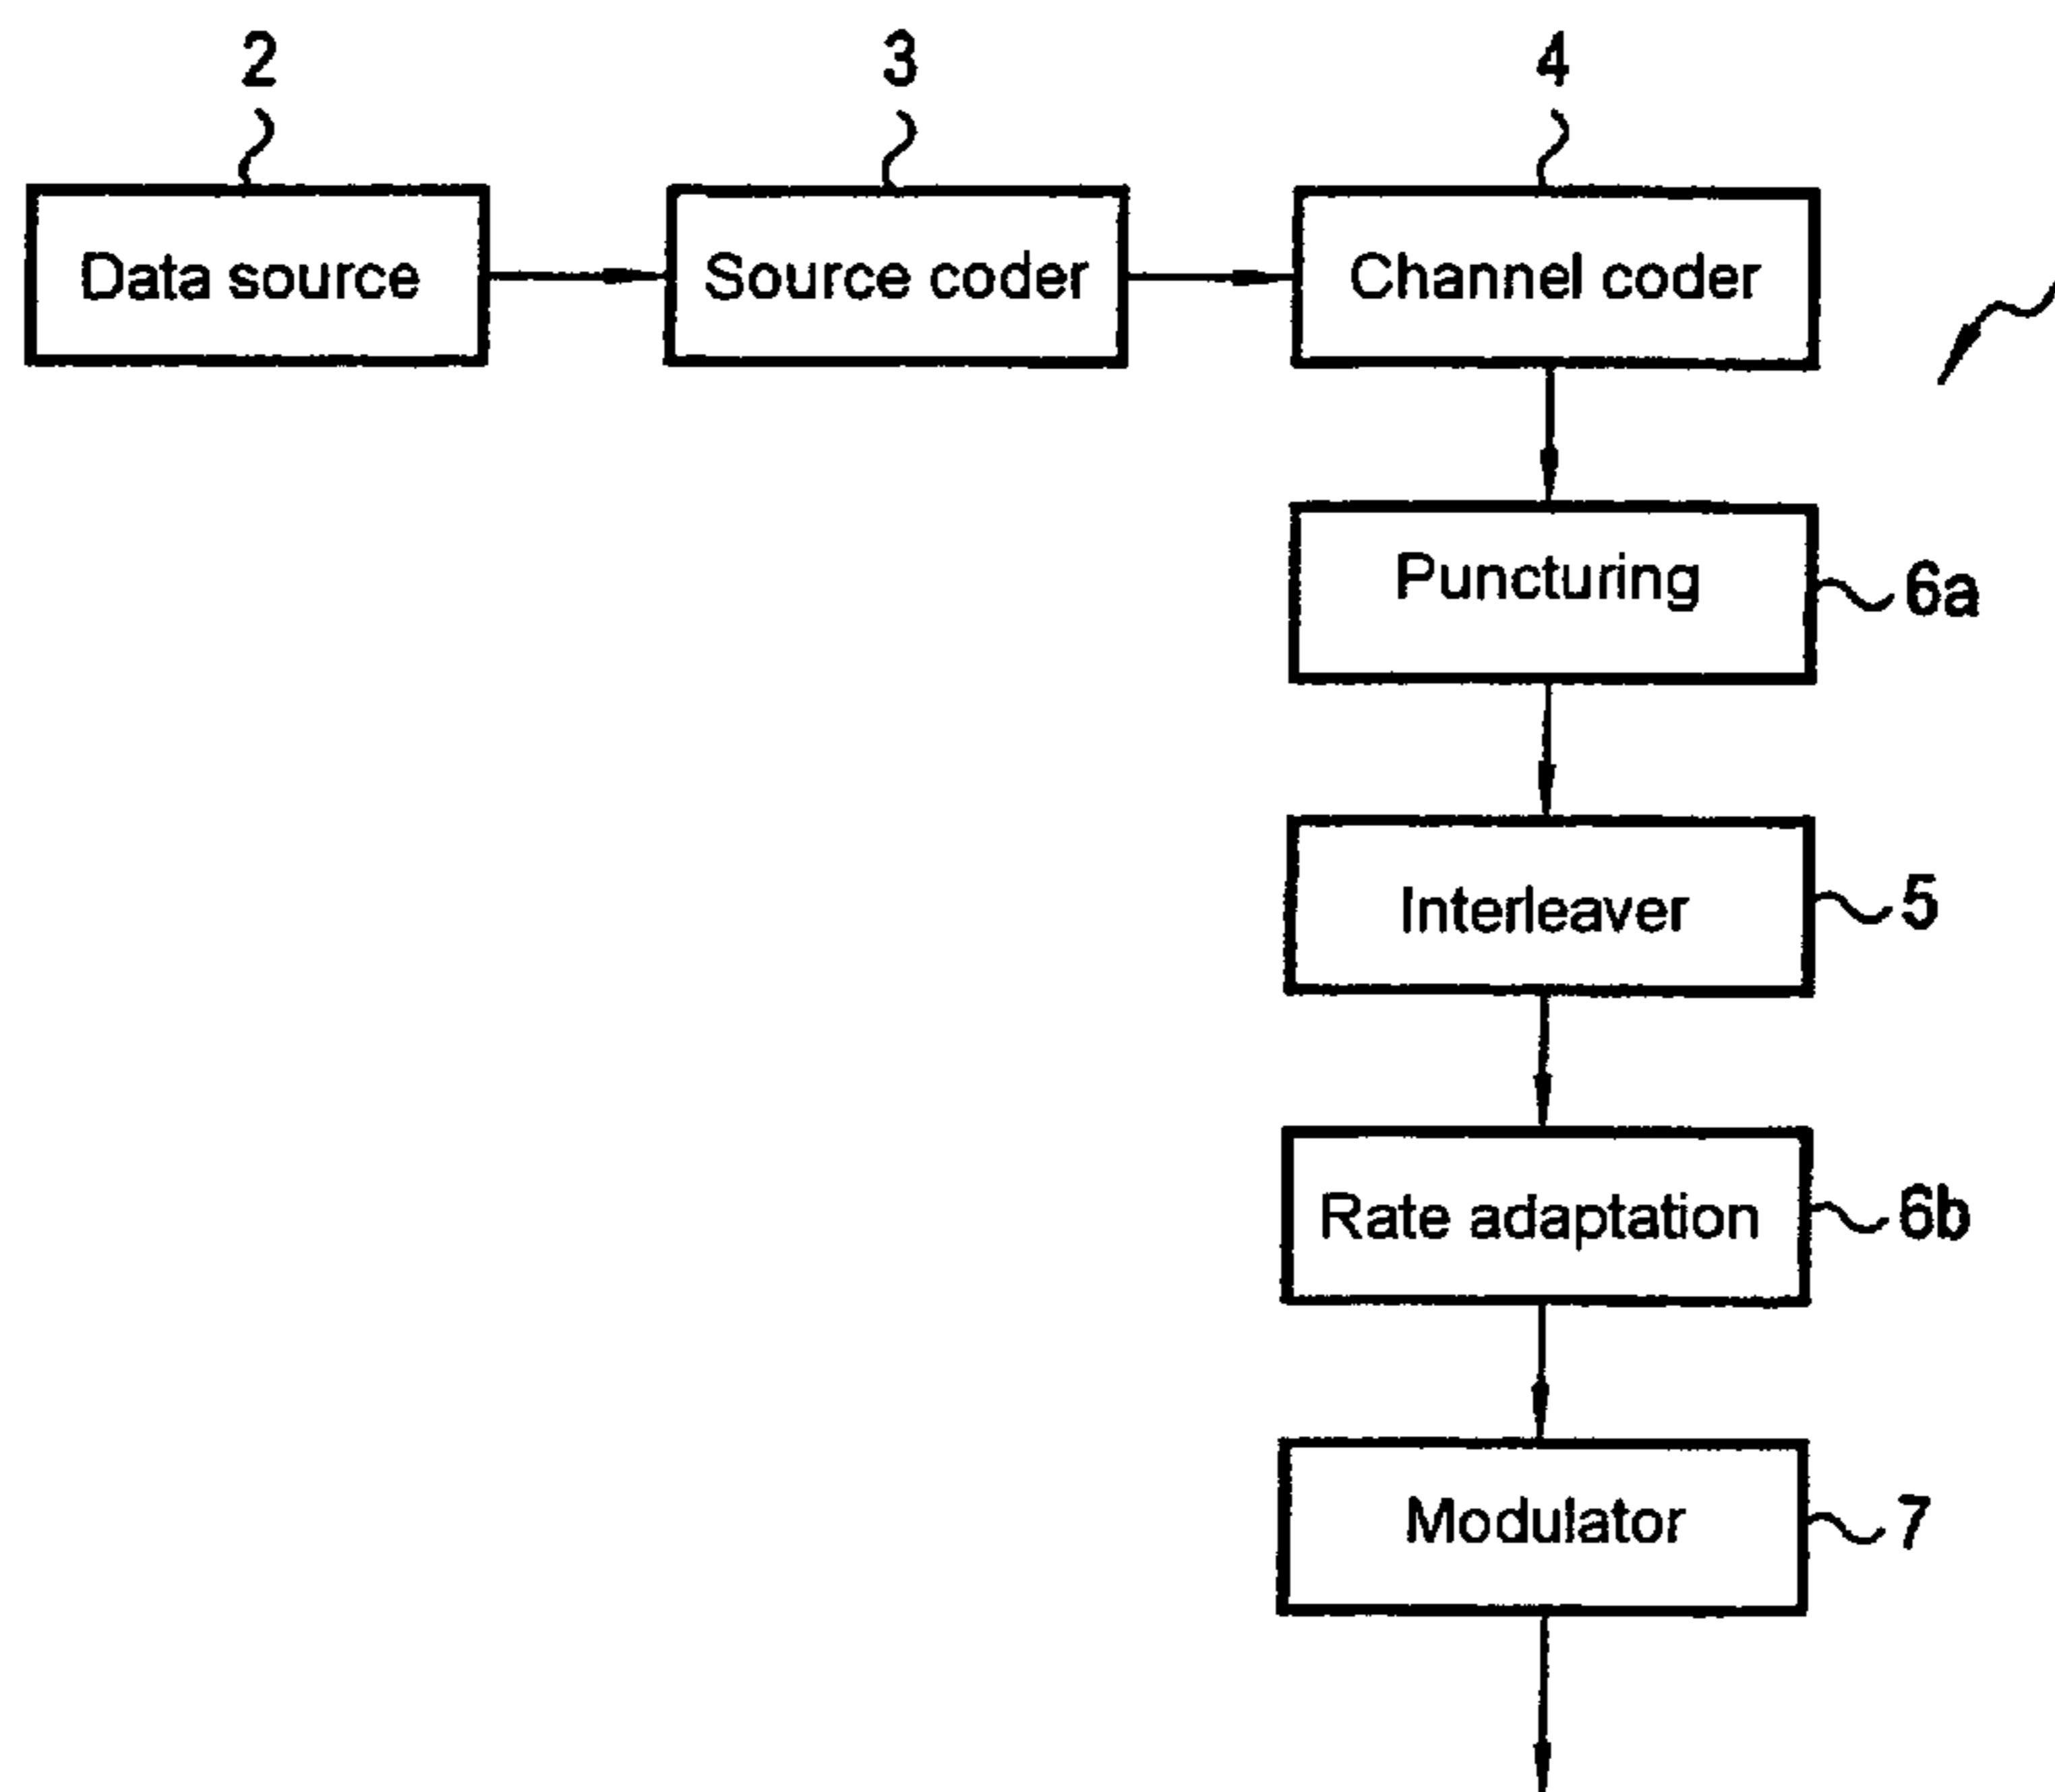 2 3 4
Data source Source coder Channel coder
Puncturing 6a
Interleaver 5
Rate adaptation 6b
Modulator 7